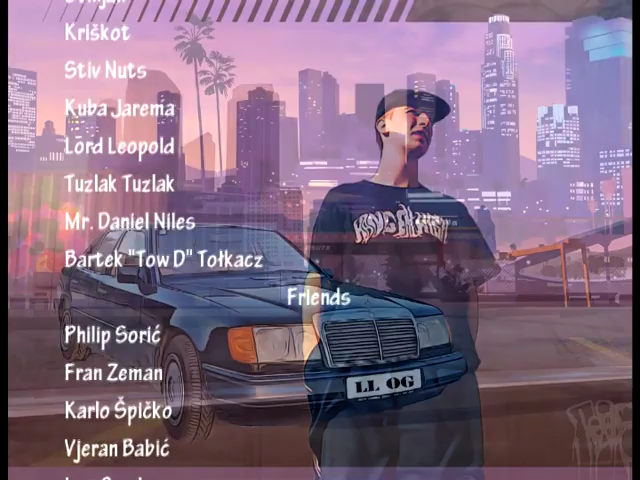 Kriškot
Stiv Nuts
Kuba Jarema
Lord Leopold
Tuzlak Tuzlak
Mr. Daniel Niles
Bartek "Tow D" Tołkacz
Friends
Philip Sorić
Fran Zeman
Karlo Špičko
Vjeran Babić
LL OG